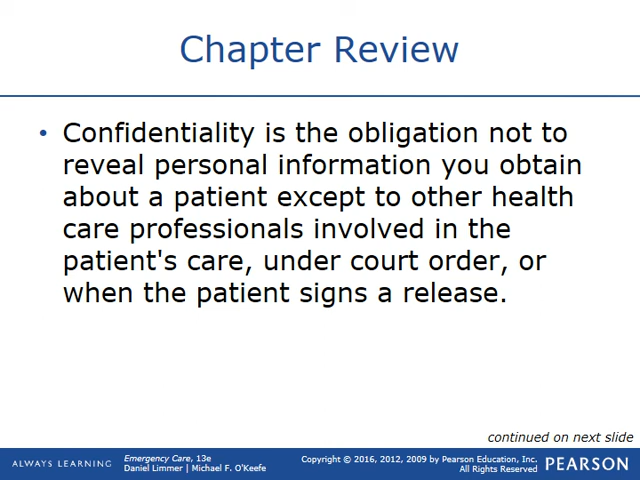 Chapter Review
• Confidentiality is the obligation not to
reveal personal information you obtain
about a patient except to other health
care professionals involved in the
patient's care, under court order, or
when the patient signs a release.
continued on next slide
ALWAYS LEARNING
Emergency Care, 13e
Daniel Limmer | Michael F. O'Keefe
Copyright © 2016, 2012, 2009 by Pearson Education, Inc.
All Rights Reserved
PEARSON